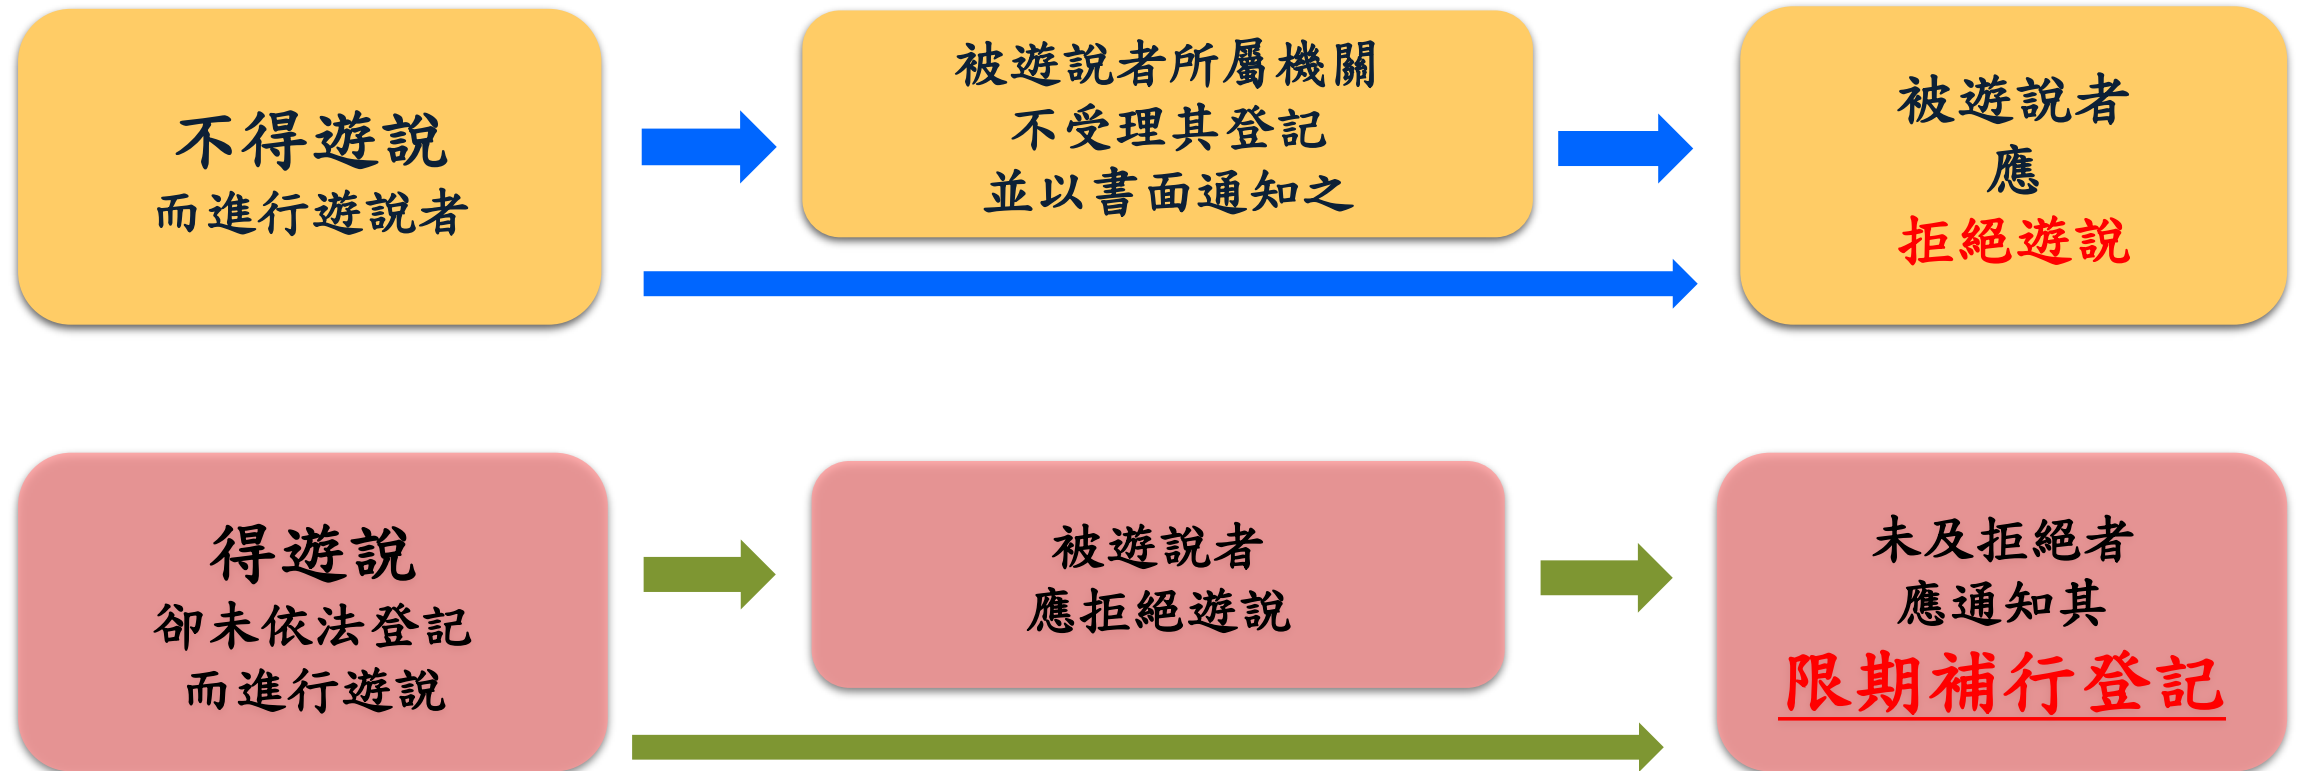 不得遊說
而進行遊說者
被遊說者所屬機關
不受理其登記
並以書面通知之
被遊說者
應
拒絕遊說
得遊說
卻未依法登記
而進行遊說
被遊說者
應拒絕遊說
未及拒絕者
應通知其
限期補行登記